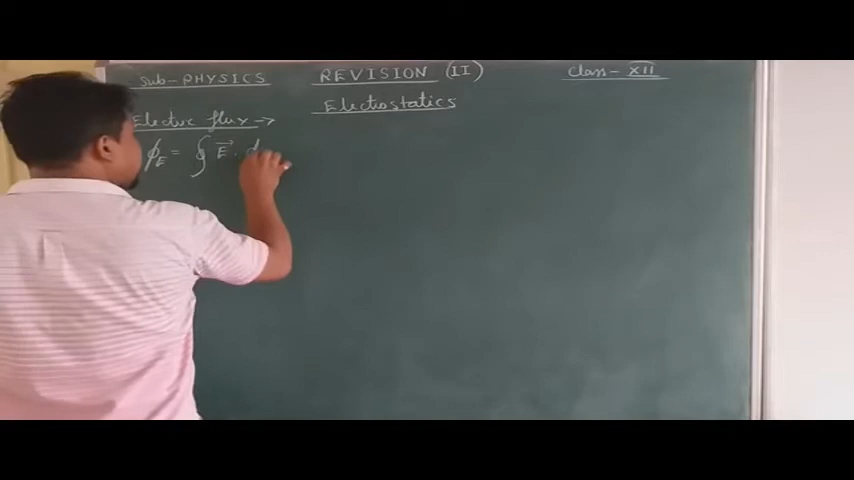 Sub-PHYSICS REVISION (II) Class- XII
Electrostatics
Electric flux →
ϕ_E = ∮ E⃗ . d